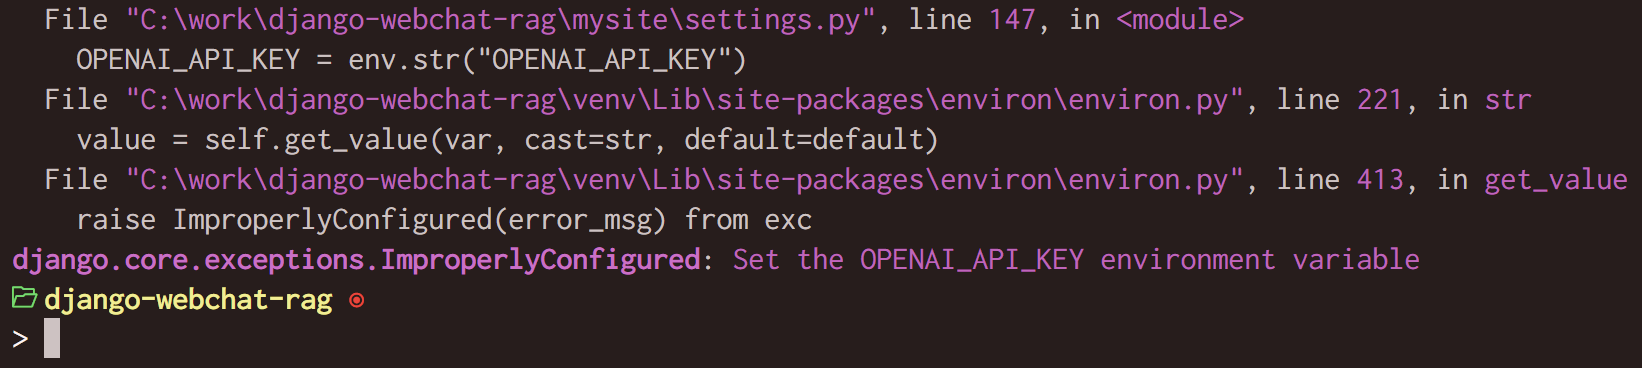 File "C:\work\django-webchat-rag\mysite\settings.py", line 147, in <module>
OPENAI_API_KEY = env.str("OPENAI_API_KEY")
File "C:\work\django-webchat-rag\venv\Lib\site-packages\environ\environ.py", line 221, in str
value = self.get_value(var, cast=str, default=default)
File "C:\work\django-webchat-rag\venv\Lib\site-packages\environ\environ.py", line 413, in get_value
raise ImproperlyConfigured(error_msg) from exc
django.core.exceptions.ImproperlyConfigured: Set the OPENAI_API_KEY environment variable
django-webchat-rag
>